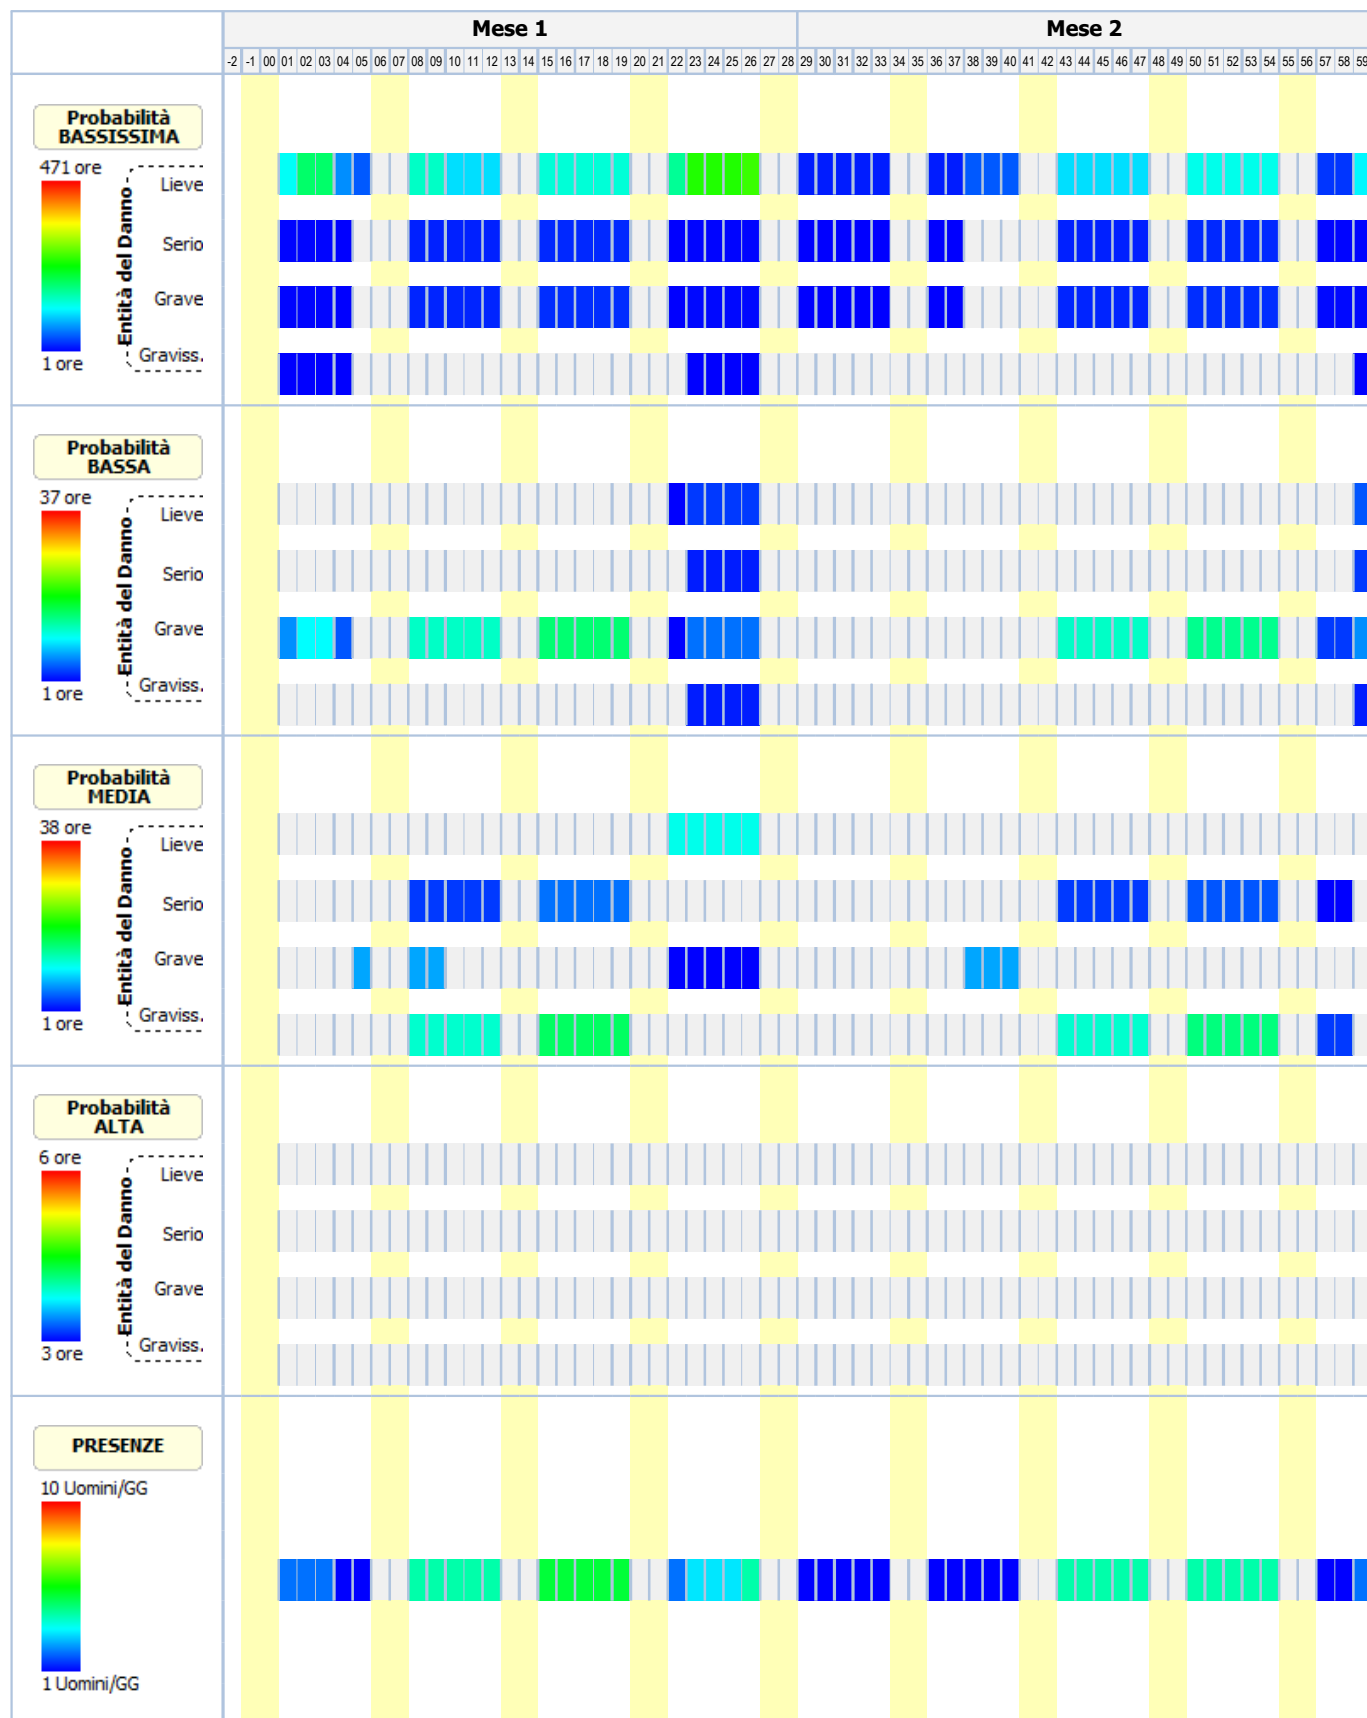 Mese 1 Mese 2
-2 -1 00 01 02 03 04 05 06 07 08 09 10 11 12 13 14 15 16 17 18 19 20 21 22 23 24 25 26 27 28 29 30 31 32 33 34 35 36 37 38 39 40 41 42 43 44 45 46 47 48 49 50 51 52 53 54 55 56 57 58 59
Probabilità
BASSISSIMA
471 ore
Entità del Danno
Lieve
Serio
Grave
Graviss.
1 ore
Probabilità
BASSA
37 ore
Entità del Danno
Lieve
Serio
Grave
Graviss.
1 ore
Probabilità
MEDIA
38 ore
Entità del Danno
Lieve
Serio
Grave
Graviss.
1 ore
Probabilità
ALTA
6 ore
Entità del Danno
Lieve
Serio
Grave
Graviss.
3 ore
PRESENZE
10 Uomini/GG
1 Uomini/GG